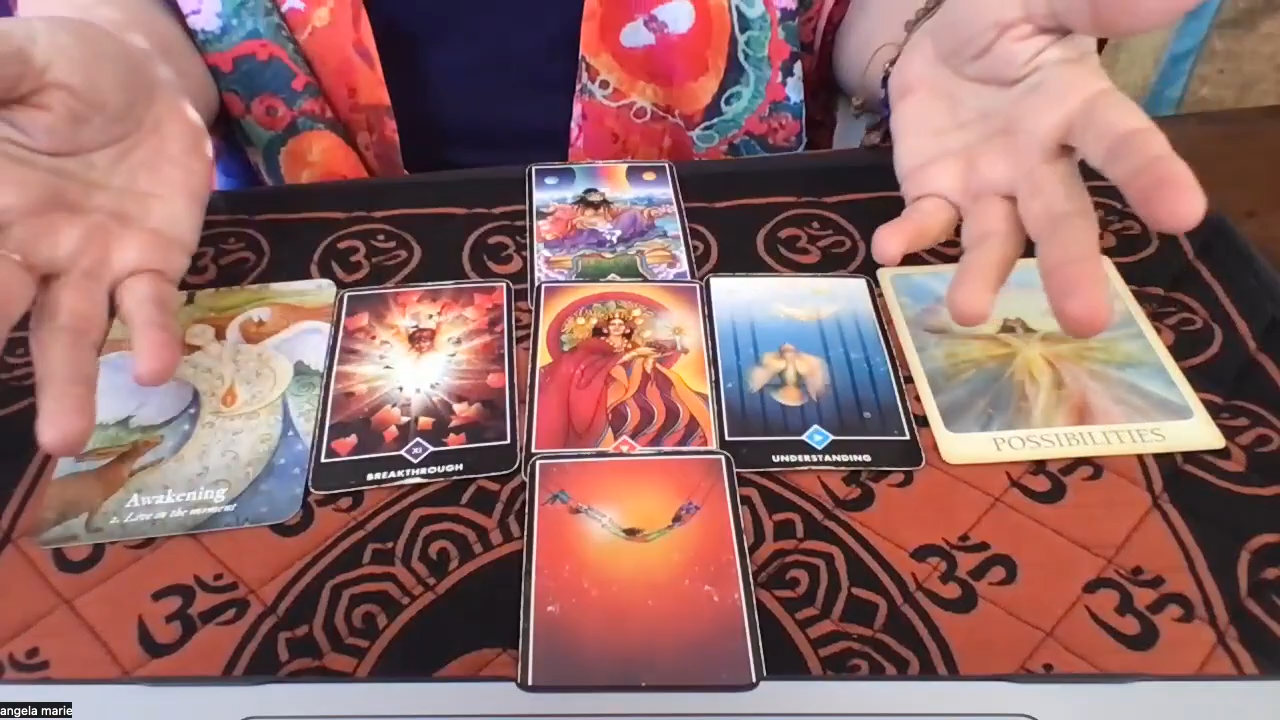 Awakening
2. Live in the moment
XI
BREAKTHROUGH
UNDERSTANDING
POSSIBILITIES
ॐ
ॐ
ॐ
ॐ
ॐ
ॐ
ॐ
ॐ
angela marie